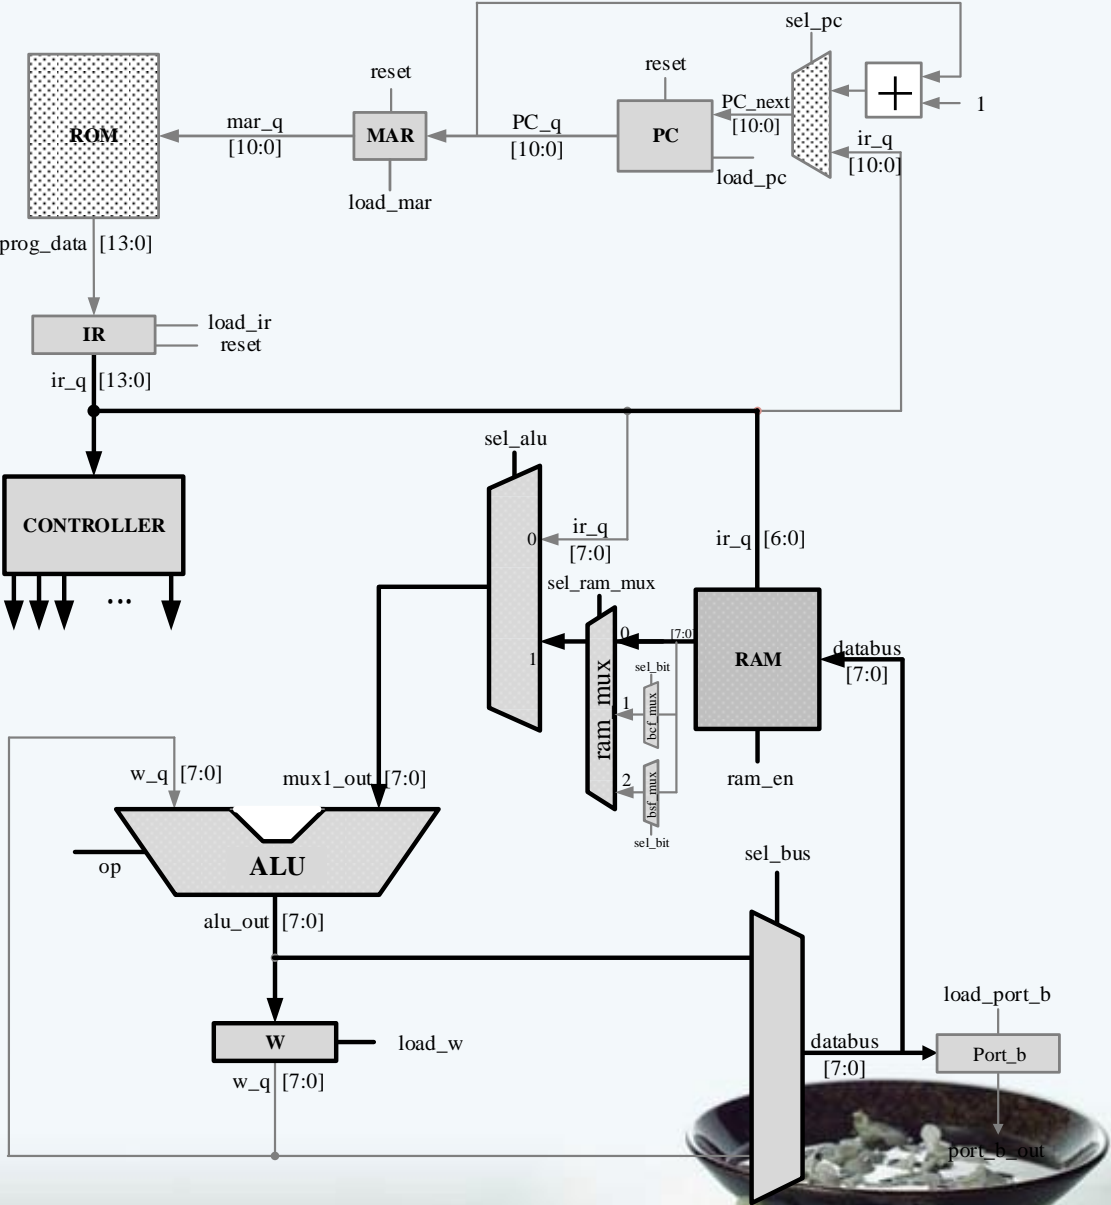 sel_pc
reset
reset
ROM
mar_q
[10:0]
MAR
load_mar
PC_q
[10:0]
PC
load_pc
PC_next
[10:0]
+
1
ir_q
[10:0]
prog_data [13:0]
IR
load_ir
reset
ir_q [13:0]
CONTROLLER
...
sel_alu
0
ir_q
[7:0]
1
sel_ram_mux
ram_mux
0
[7:0]
sel_bit
1
bcf_mux
2
bsf_mux
sel_bit
ir_q [6:0]
RAM
databus
[7:0]
ram_en
w_q [7:0]
mux1_out [7:0]
op
ALU
alu_out [7:0]
sel_bus
W
load_w
w_q [7:0]
databus
[7:0]
load_port_b
Port_b
port_b_out